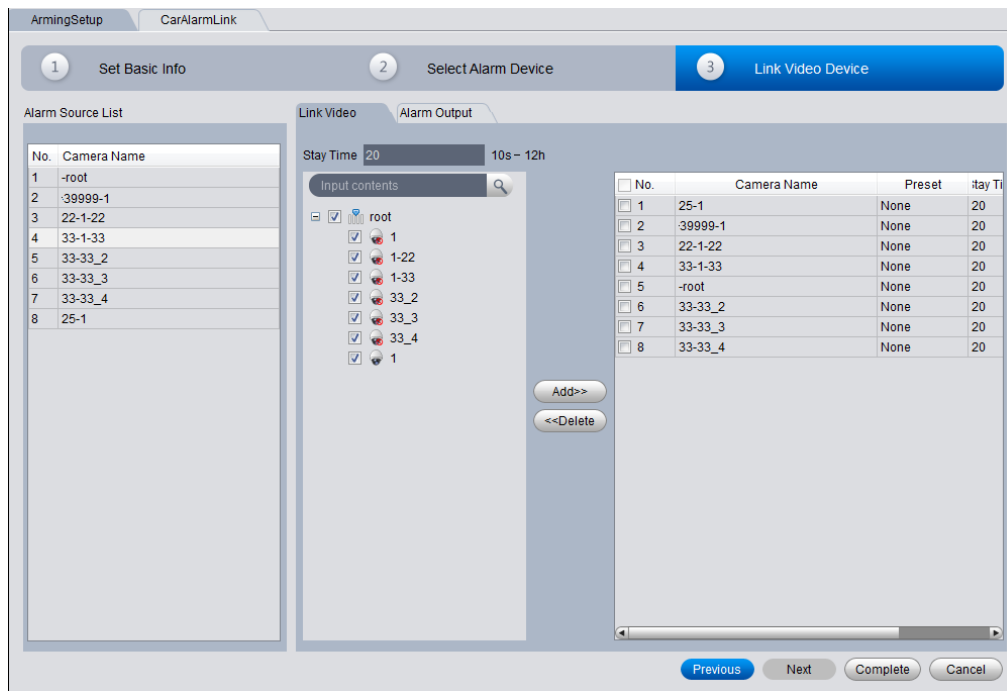 ArmingSetup CarAlarmLink
1 Set Basic Info 2 Select Alarm Device 3 Link Video Device
Alarm Source List
No. Camera Name
1 -root
2 -39999-1
3 22-1-22
4 33-1-33
5 33-33_2
6 33-33_3
7 33-33_4
8 25-1
Link Video Alarm Output
Stay Time 20 10s – 12h
Input contents
root
1
1-22
1-33
33_2
33_3
33_4
1
Add>>
<<Delete
No. Camera Name Preset Stay Ti
1 25-1 None 20
2 -39999-1 None 20
3 22-1-22 None 20
4 33-1-33 None 20
5 -root None 20
6 33-33_2 None 20
7 33-33_3 None 20
8 33-33_4 None 20
Previous Next Complete Cancel